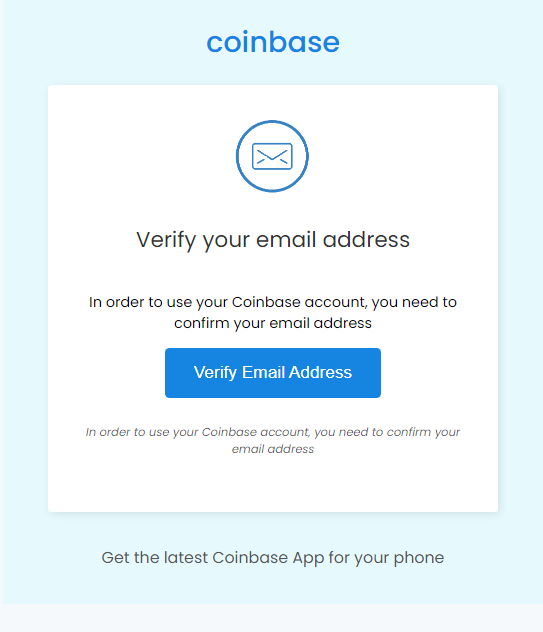 coinbase
Verify your email address
In order to use your Coinbase account, you need to
confirm your email address
Verify Email Address
In order to use your Coinbase account, you need to confirm your
email address
Get the latest Coinbase App for your phone